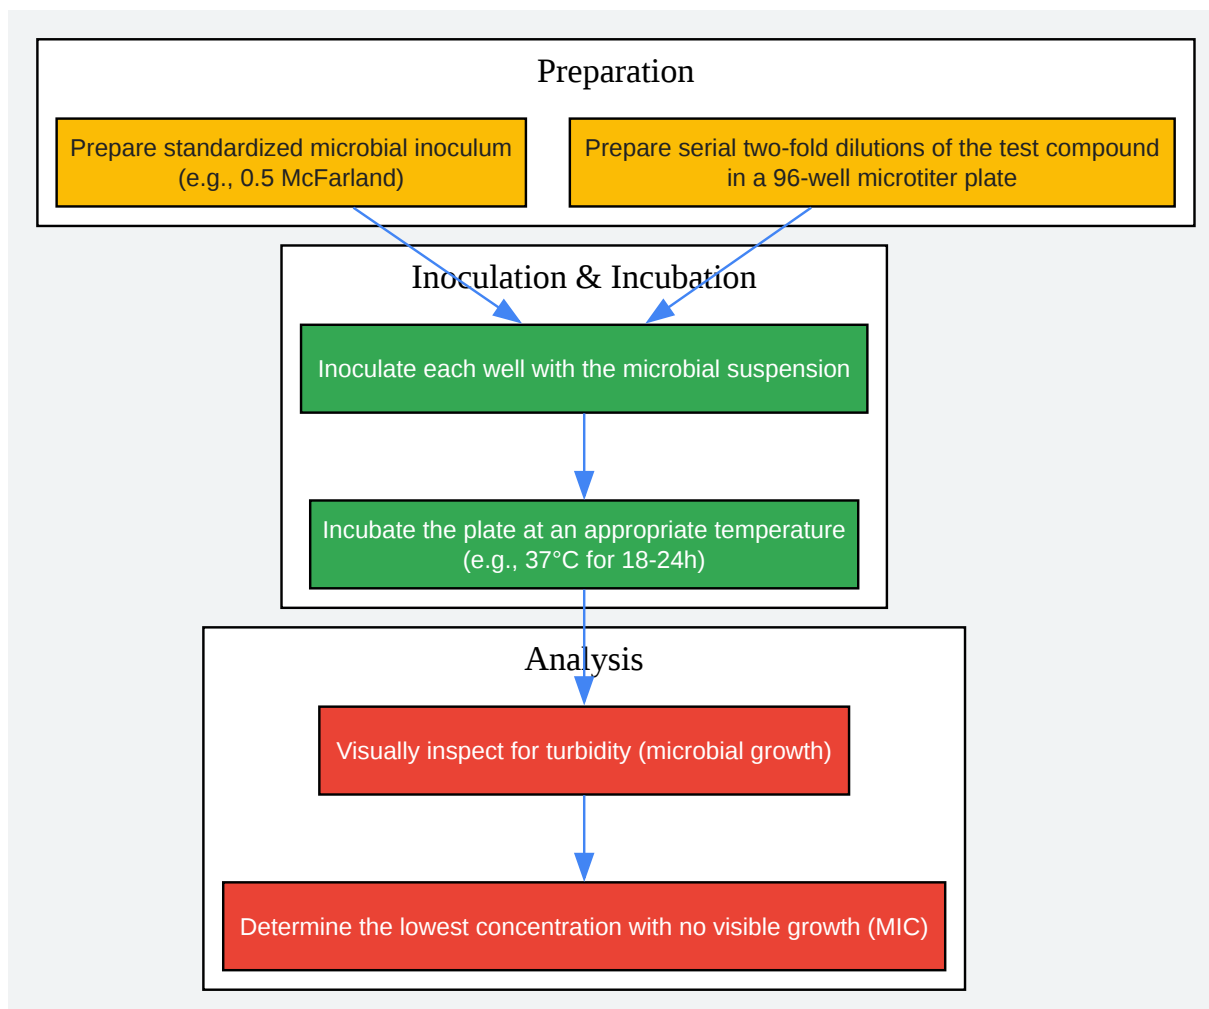 Preparation
Prepare standardized microbial inoculum
(e.g., 0.5 McFarland)
Prepare serial two-fold dilutions of the test compound
in a 96-well microtiter plate
Inoculation & Incubation
Inoculate each well with the microbial suspension
Incubate the plate at an appropriate temperature
(e.g., 37°C for 18-24h)
Analysis
Visually inspect for turbidity (microbial growth)
Determine the lowest concentration with no visible growth (MIC)